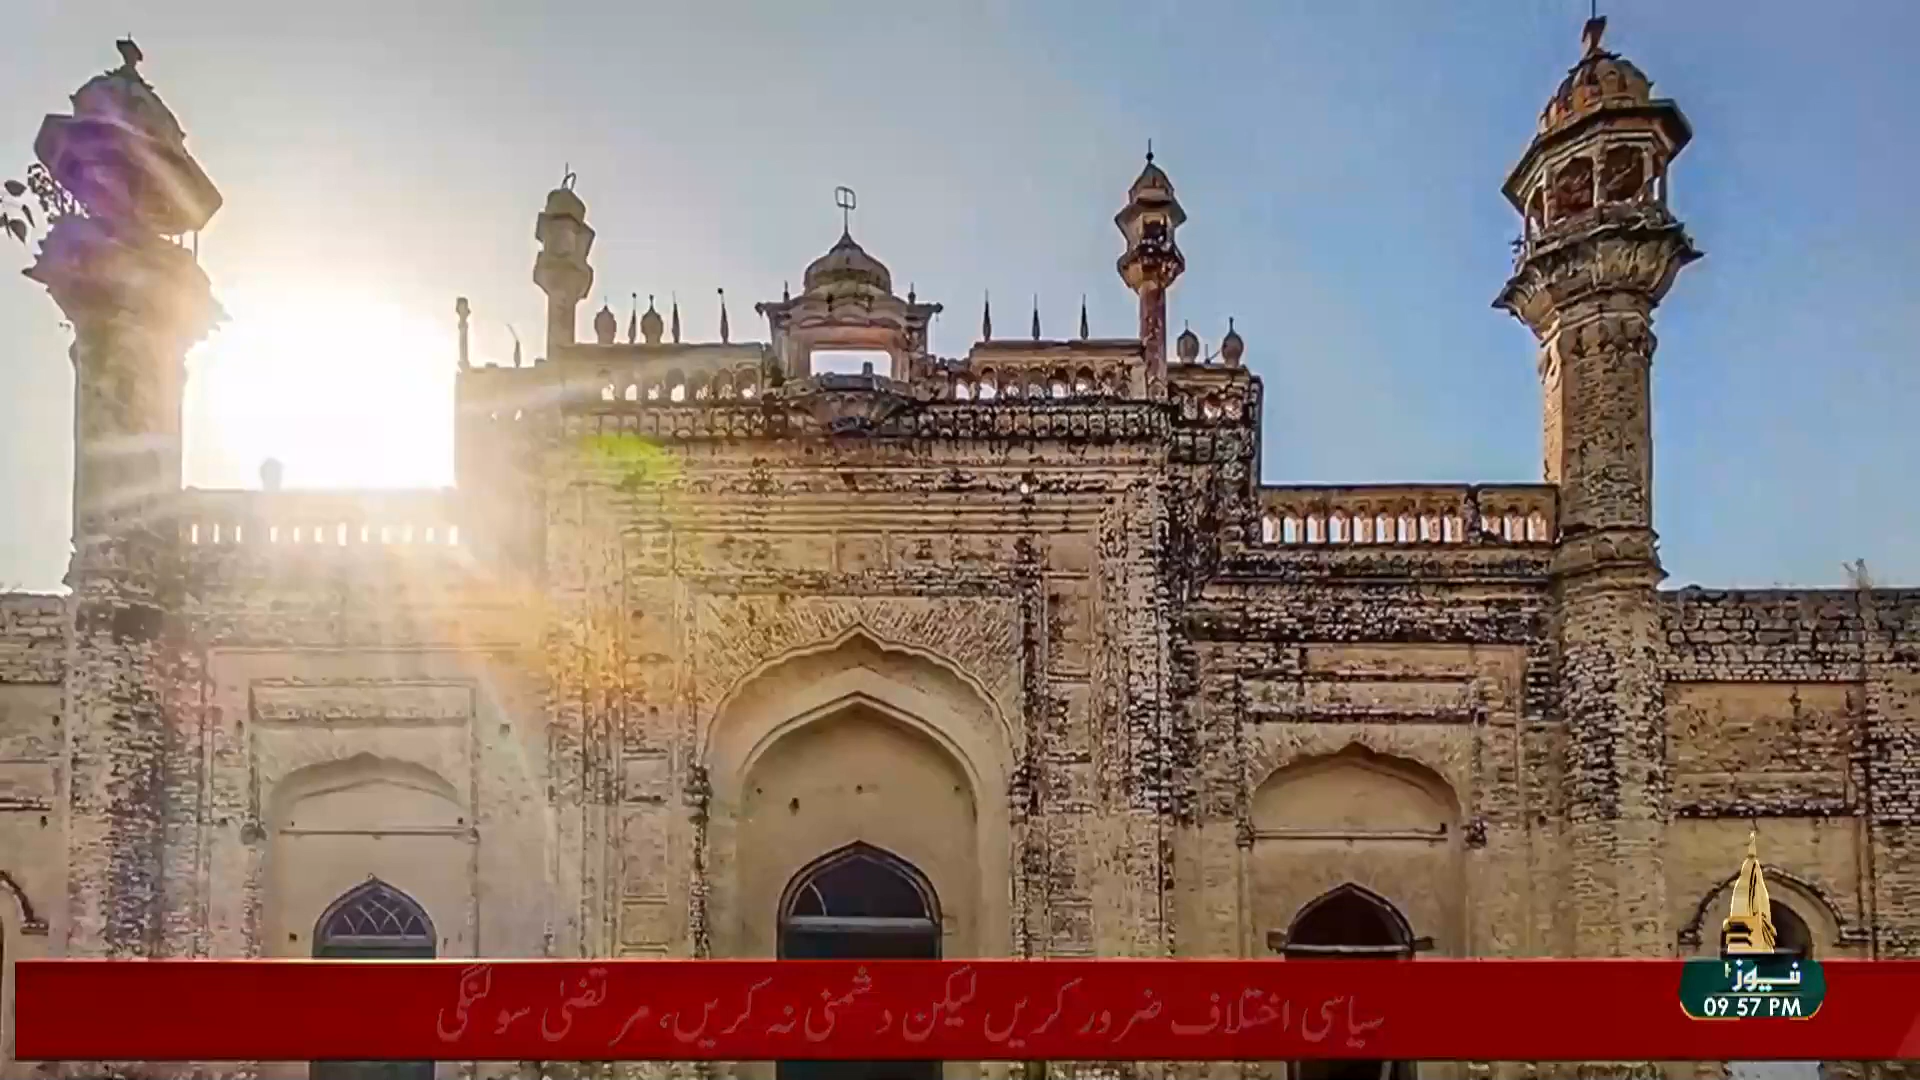 سیاسی اختلاف ضرور کریں لیکن دشمنی نہ کریں، مرتضیٰ سولنگی
نیوز
09 57 PM